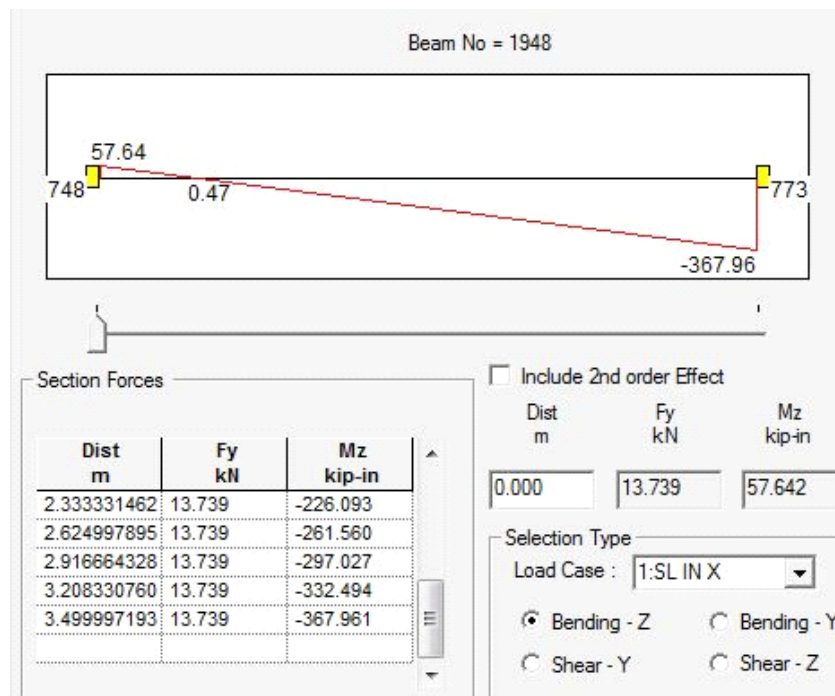 Beam No = 1948
57.64
748
0.47
773
-367.96
Section Forces
Dist Fy Mz
m kN kip-in
2.333331462 13.739 -226.093
2.624997895 13.739 -261.560
2.916664328 13.739 -297.027
3.208330760 13.739 -332.494
3.499997193 13.739 -367.961
Include 2nd order Effect
Dist Fy Mz
m kN kip-in
0.000 13.739 57.642
Selection Type
Load Case : 1:SL IN X
Bending - Z Bending - Y
Shear - Y Shear - Z